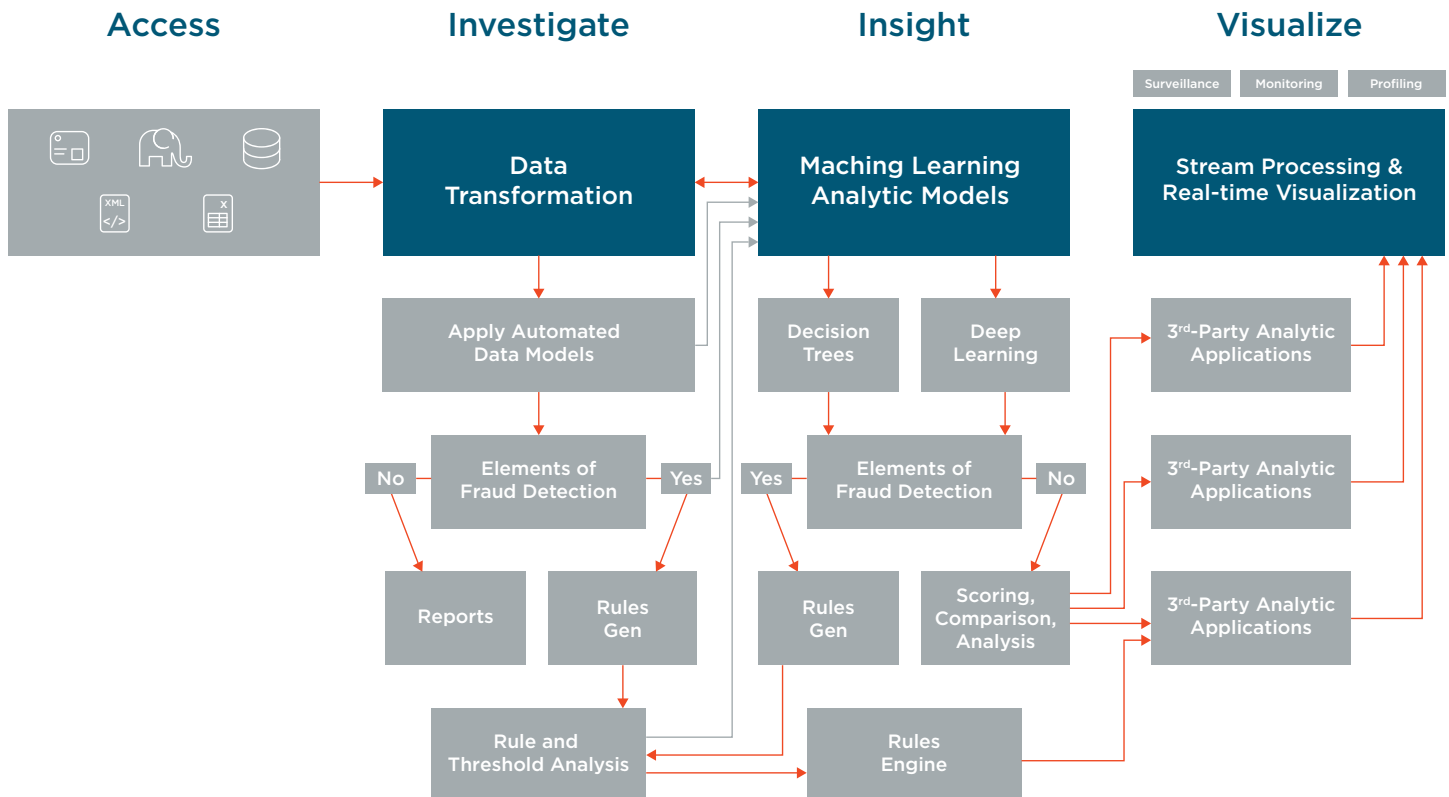 Access
Investigate
Insight
Visualize
Surveillance
Monitoring
Profiling
XML
</>
X
Data
Transformation
Maching Learning
Analytic Models
Stream Processing &
Real-time Visualization
Apply Automated
Data Models
Decision
Trees
Deep
Learning
3rd-Party Analytic
Applications
No
Elements of
Fraud Detection
Yes
Yes
Elements of
Fraud Detection
No
3rd-Party Analytic
Applications
Reports
Rules
Gen
Rules
Gen
Scoring,
Comparison,
Analysis
3rd-Party Analytic
Applications
Rule and
Threshold Analysis
Rules
Engine